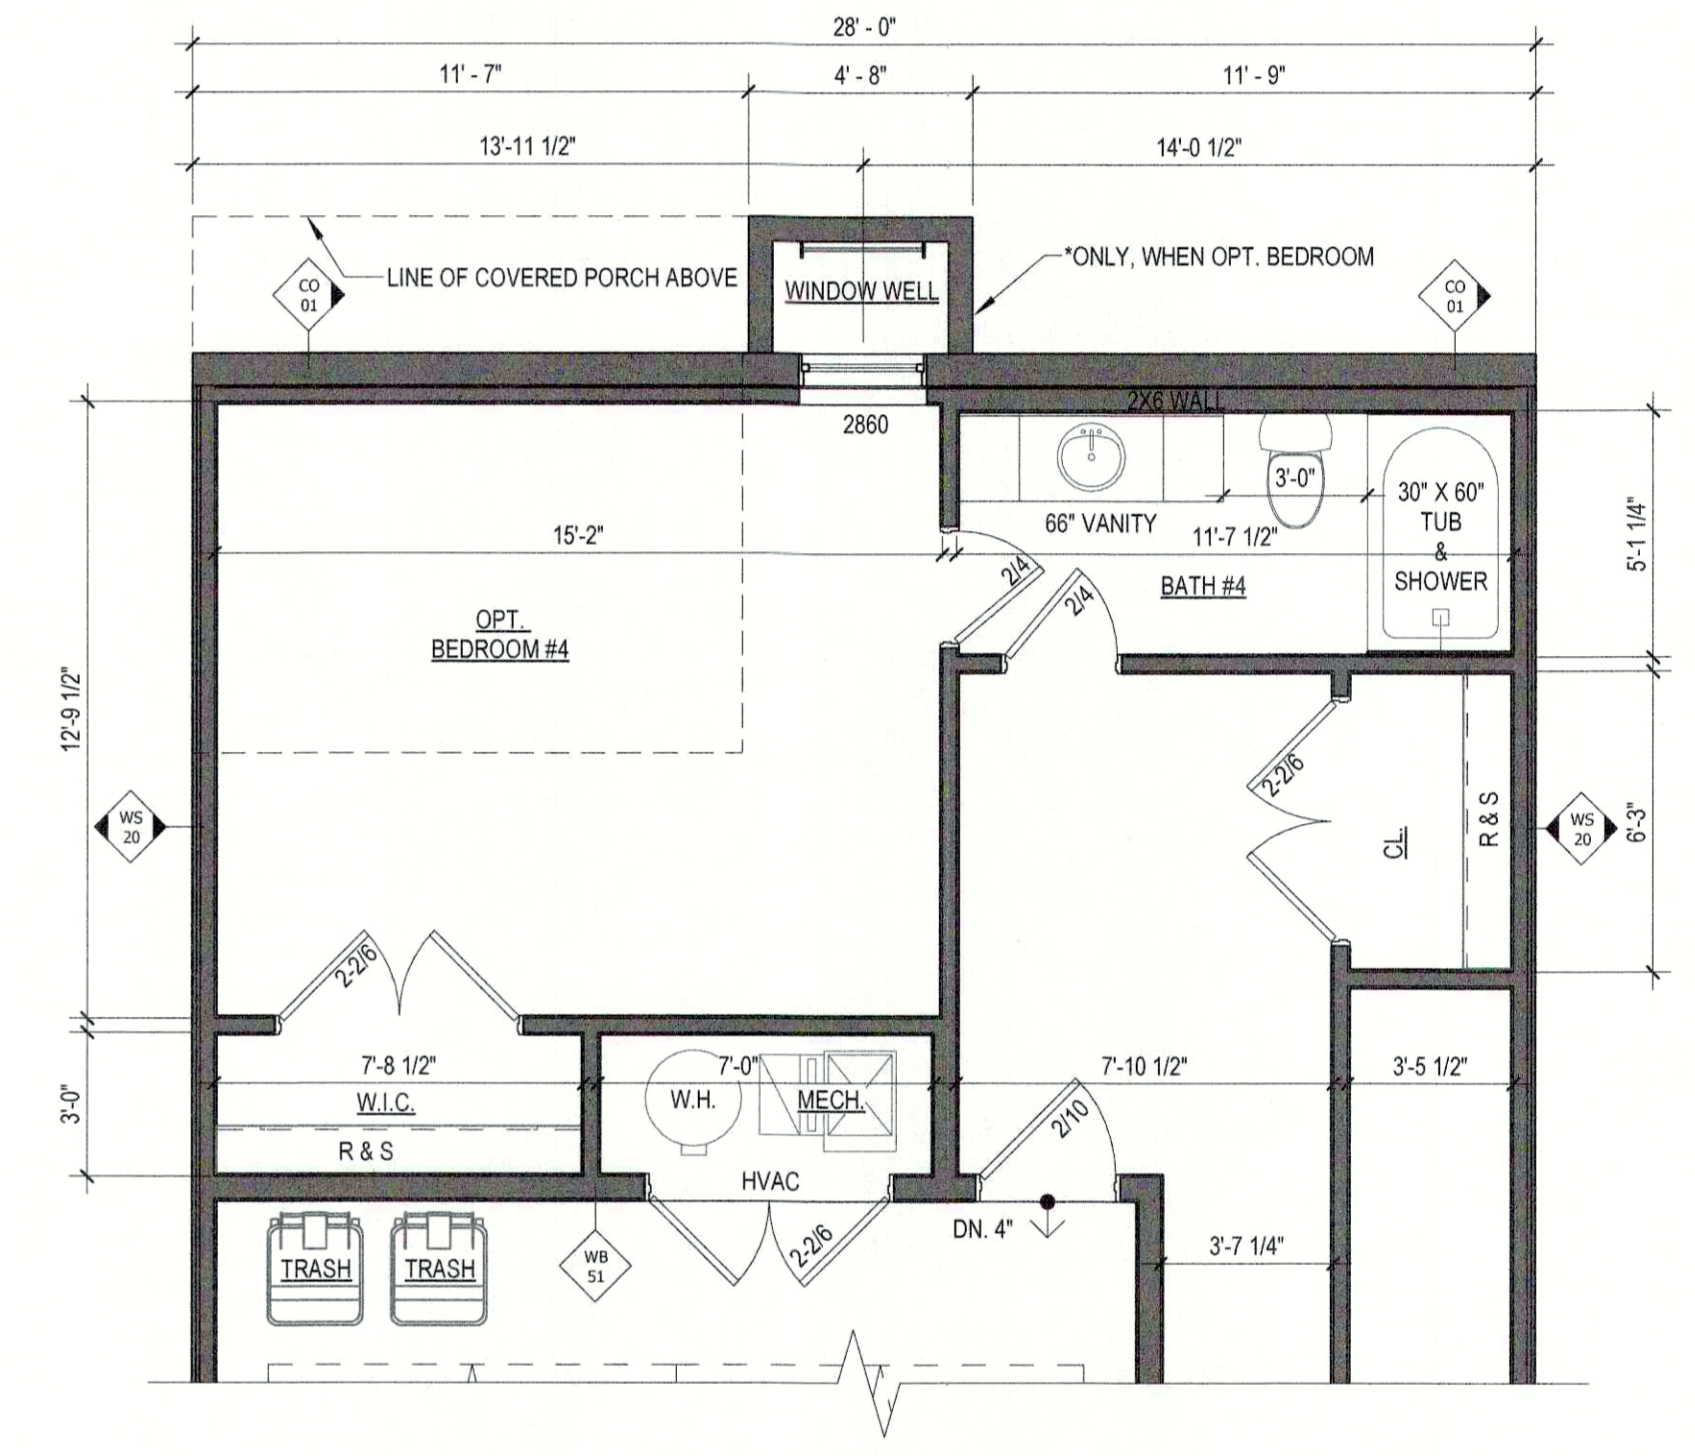 28' - 0"
11' - 7"
4' - 8"
11' - 9"
13'-11 1/2"
14'-0 1/2"
*ONLY, WHEN OPT. BEDROOM
LINE OF COVERED PORCH ABOVE
CO
01
WINDOW WELL
CO
01
2X6 WALL
2860
3'-0"
30" X 60"
TUB
&
SHOWER
66" VANITY
15'-2"
11'-7 1/2"
5'-1 1/4"
2/4
2/4
BATH #4
OPT.
BEDROOM #4
12'-9 1/2"
2-2/6
R & S
CL.
6'-3"
WS
20
WS
20
2-2/6
7'-8 1/2"
7'-0"
7'-10 1/2"
3'-5 1/2"
W.I.C.
W.H.
MECH.
3'-0"
2/10
R & S
HVAC
DN. 4"
2-2/6
3'-7 1/4"
WB
51
TRASH
TRASH